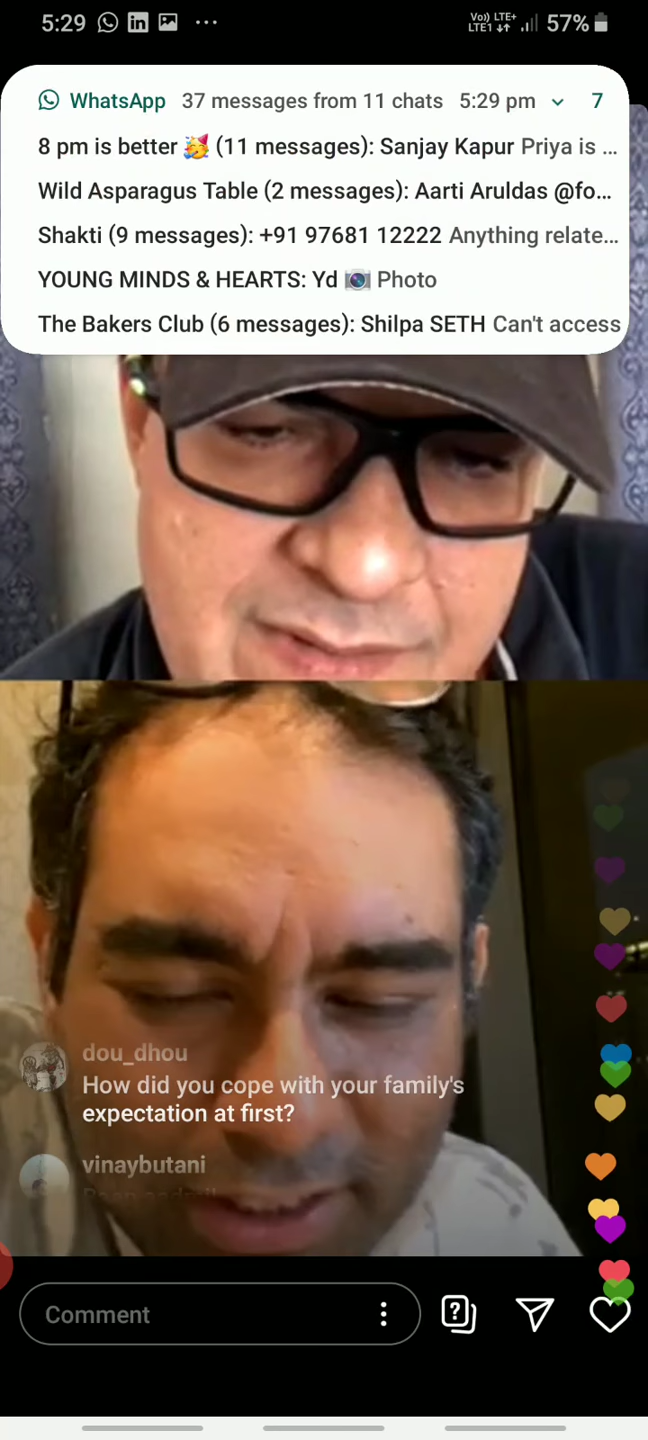 5:29 Vo)) LTE+ LTE1 57%
WhatsApp 37 messages from 11 chats 5:29 pm 7
8 pm is better 🥳 (11 messages): Sanjay Kapur Priya is ...
Wild Asparagus Table (2 messages): Aarti Aruldas @fo...
Shakti (9 messages): +91 97681 12222 Anything relate...
YOUNG MINDS & HEARTS: Yd 📷 Photo
The Bakers Club (6 messages): Shilpa SETH Can't access
dou_dhou
How did you cope with your family's
expectation at first?
vinaybutani
Comment